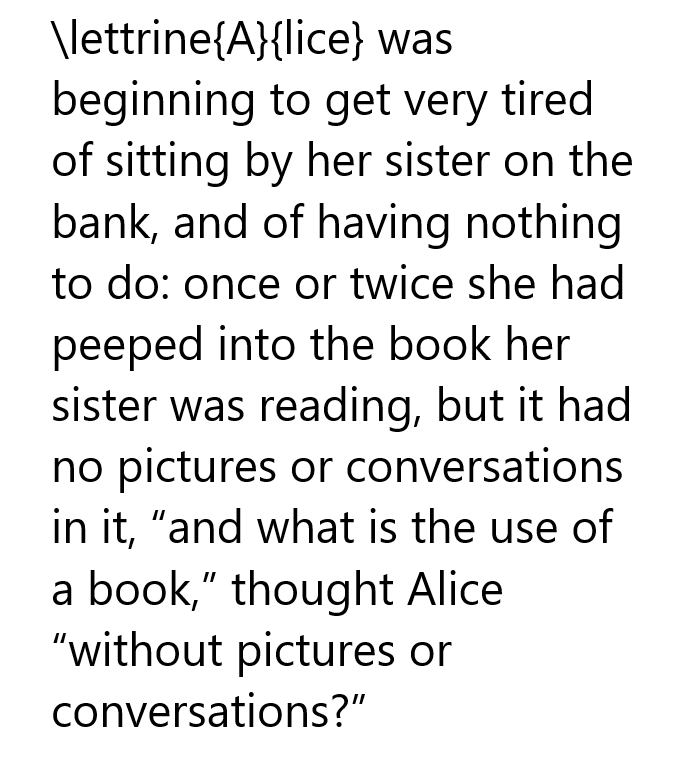 \lettrine{A}{lice} was
beginning to get very tired
of sitting by her sister on the
bank, and of having nothing
to do: once or twice she had
peeped into the book her
sister was reading, but it had
no pictures or conversations
in it, “and what is the use of
a book,” thought Alice
“without pictures or
conversations?”